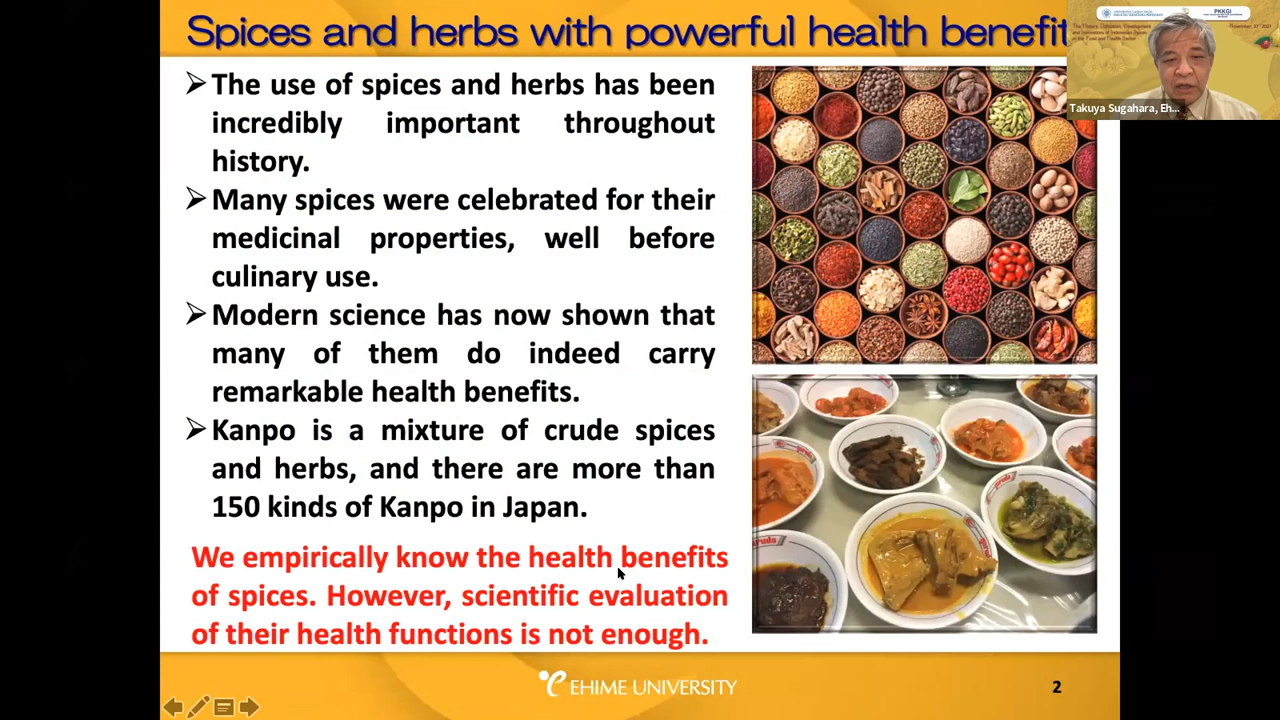 Spices and herbs with powerful health benefit
The use of spices and herbs has been
incredibly important throughout
history.
Many spices were celebrated for their
medicinal properties, well before
culinary use.
Modern science has now shown that
many of them do indeed carry
remarkable health benefits.
Kanpo is a mixture of crude spices
and herbs, and there are more than
150 kinds of Kanpo in Japan.
We empirically know the health benefits
of spices. However, scientific evaluation
of their health functions is not enough.
EHIME UNIVERSITY
2
PKKGI
Takuya Sugahara, Eh...